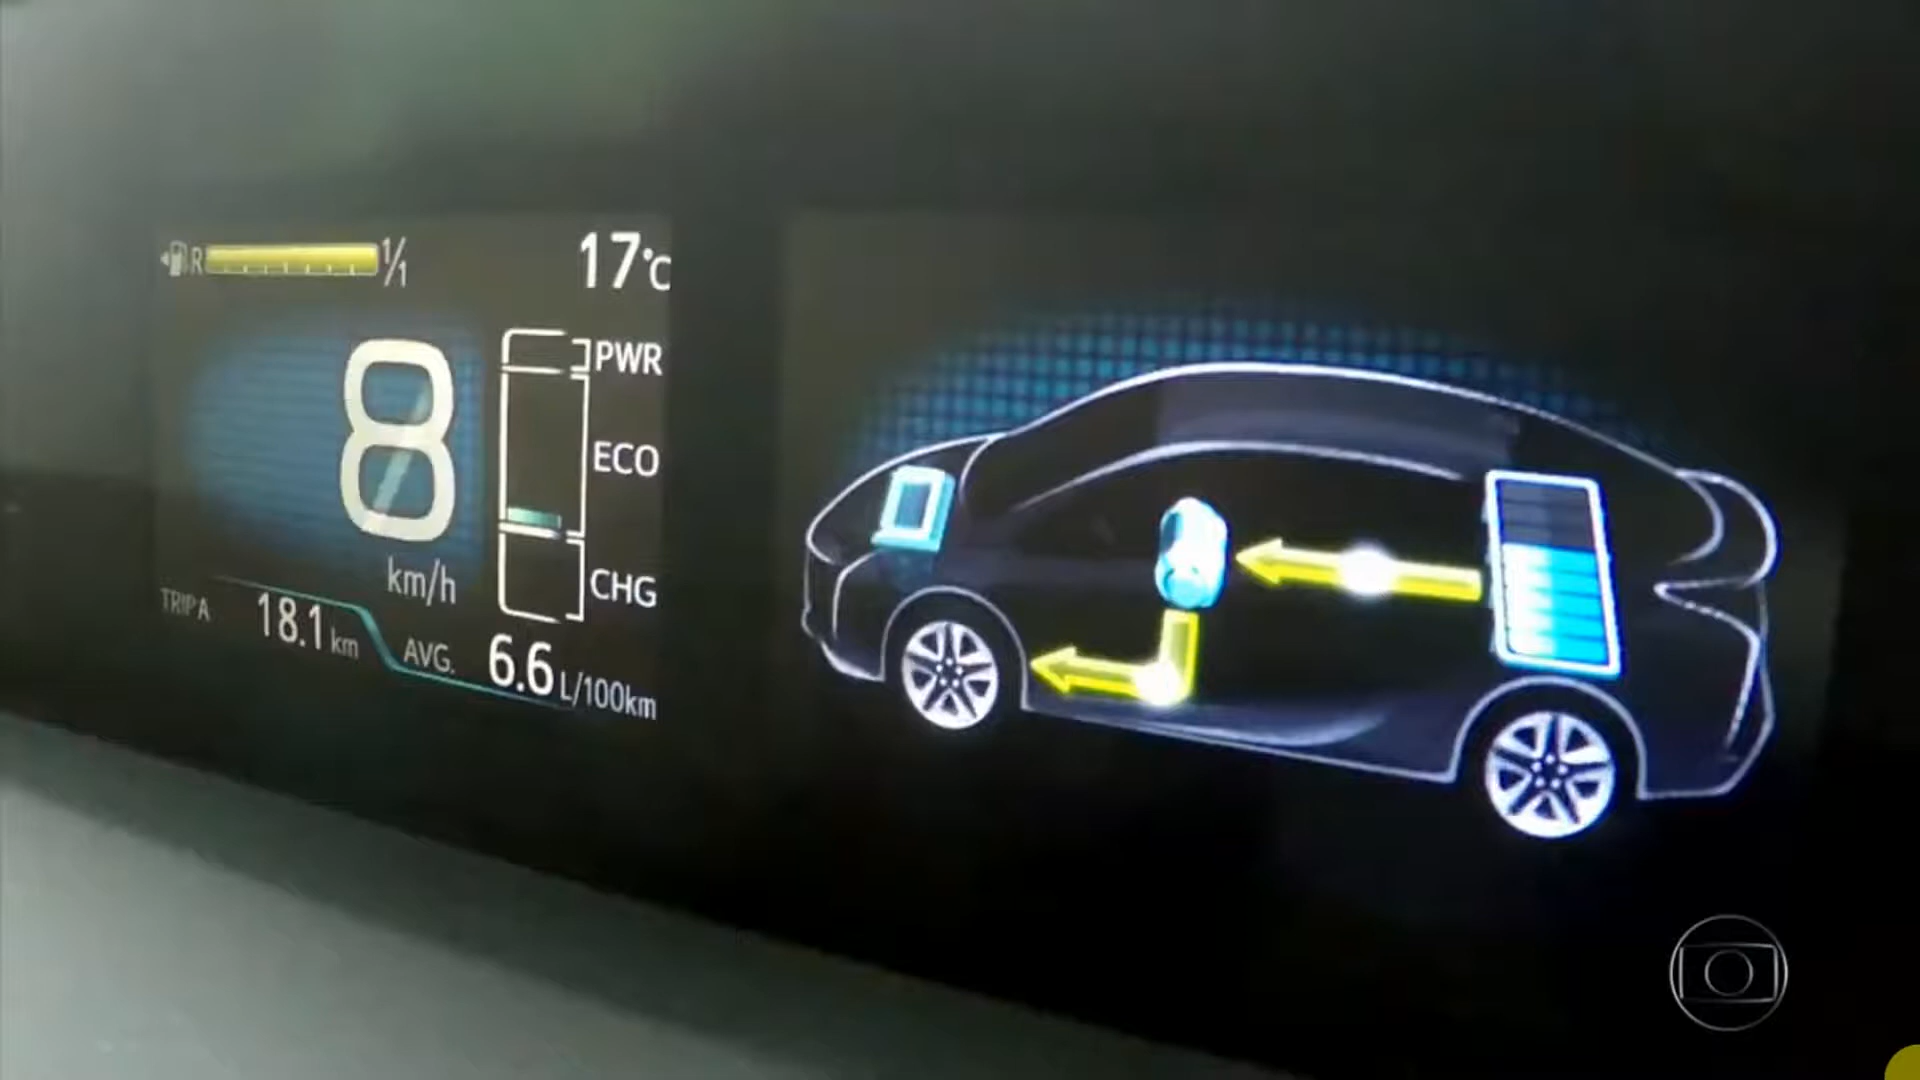 R 1/1
17°C
8
km/h
PWR
ECO
CHG
TRIP A 18.1 km
AVG. 6.6 L/100km